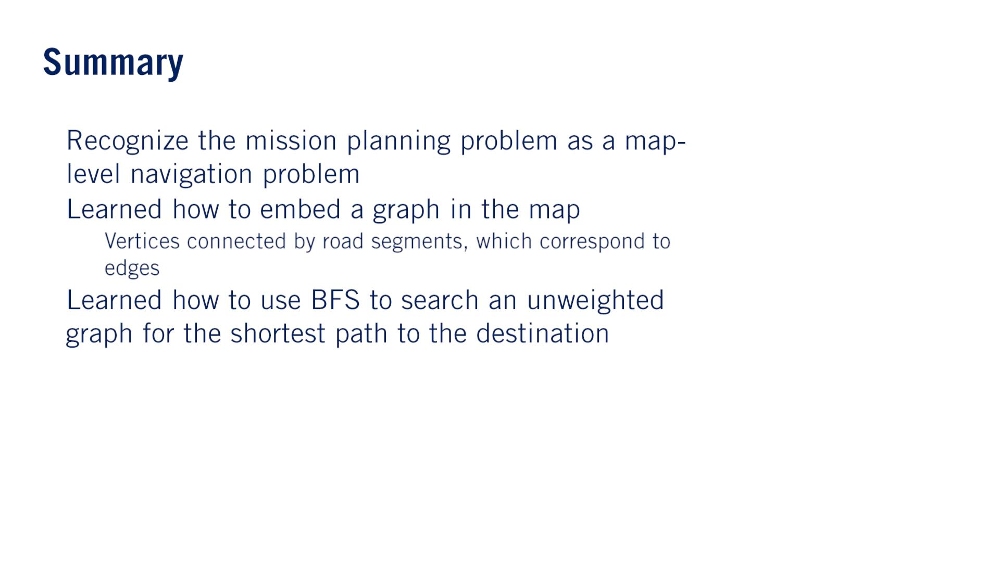 Summary
Recognize the mission planning problem as a map-
level navigation problem
Learned how to embed a graph in the map
Vertices connected by road segments, which correspond to
edges
Learned how to use BFS to search an unweighted
graph for the shortest path to the destination